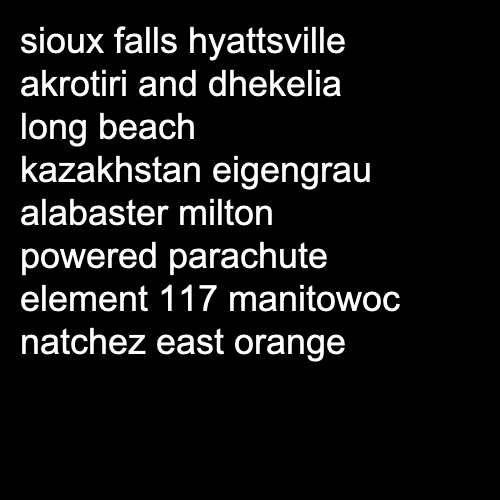 sioux falls hyattsville
akrotiri and dhekelia
long beach
kazakhstan eigengrau
alabaster milton
powered parachute
element 117 manitowoc
natchez east orange